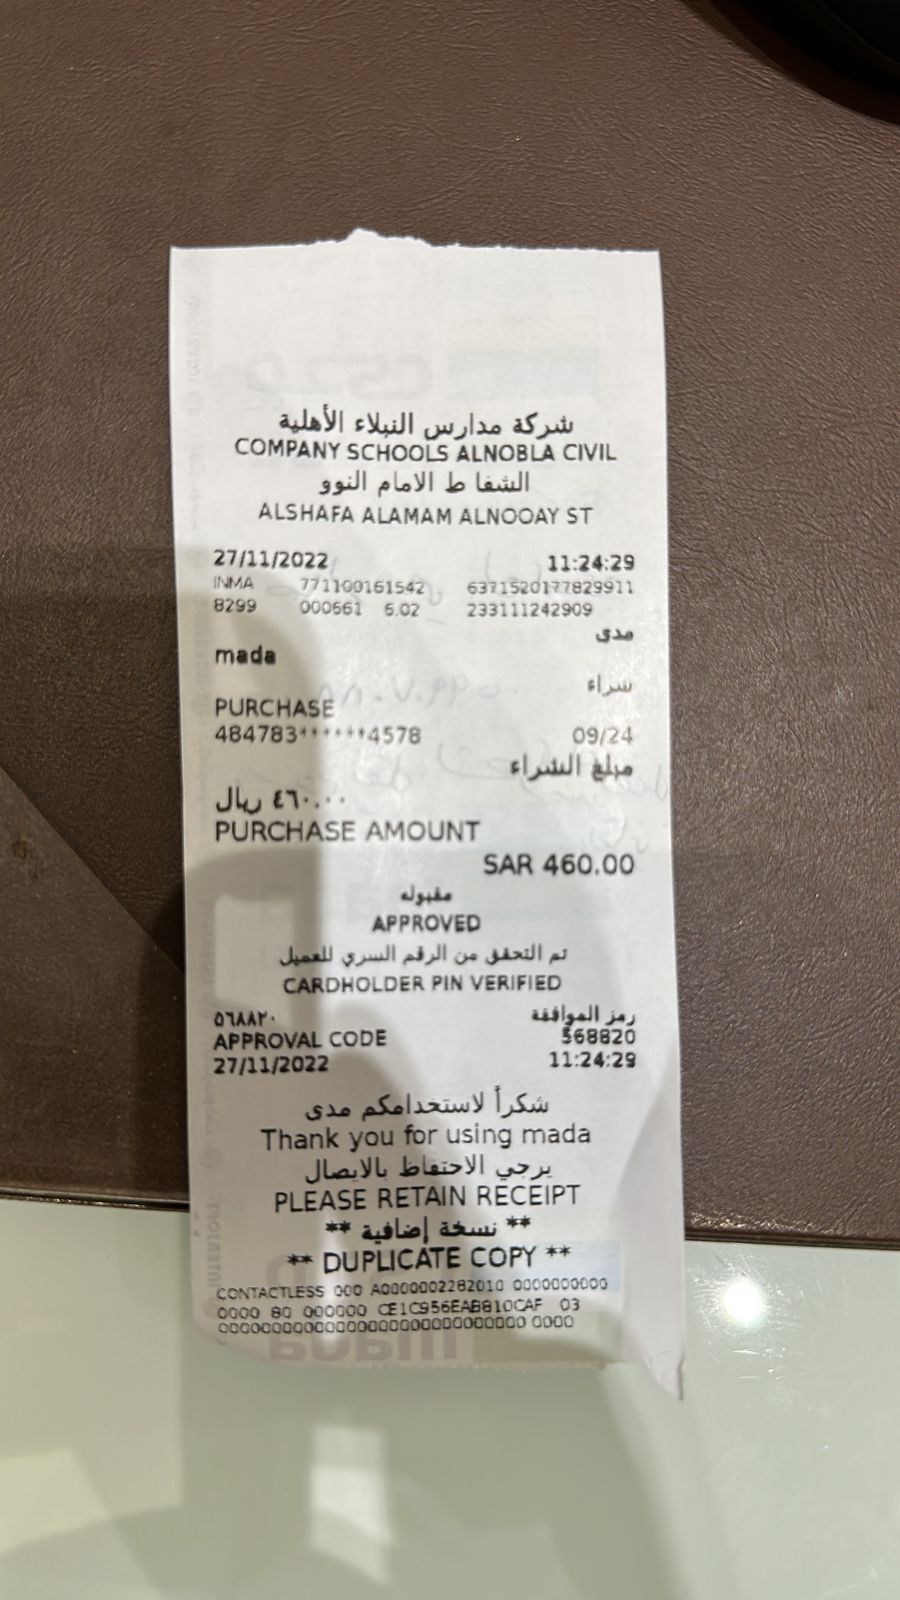 شركة مدارس النبلاء الأهلية
COMPANY SCHOOLS ALNOBLA CIVIL
الشفا ط الامام النوو
ALSHAFA ALAMAM ALNOOAY ST
27/11/2022 11:24:29
INMA 771100161542 6371520177829911
8299 000661 6.02 233111242909
مدى
mada
شراء
PURCHASE
484783******4578 09/24
مبلغ الشراء
٤٦٠.٠٠ ريال
PURCHASE AMOUNT
SAR 460.00
مقبوله
APPROVED
تم التحقق من الرقم السري للعميل
CARDHOLDER PIN VERIFIED
رمز الموافقة ٥٦٨٨٢٠
APPROVAL CODE 568820
27/11/2022 11:24:29
شكراً لاستخدامكم مدى
Thank you for using mada
يرجي الاحتفاظ بالايصال
PLEASE RETAIN RECEIPT
** نسخة إضافية **
** DUPLICATE COPY **
CONTACTLESS 000 A0000002282010 0000000000
0000 80 000000 CE1C956EAB810CAF 03